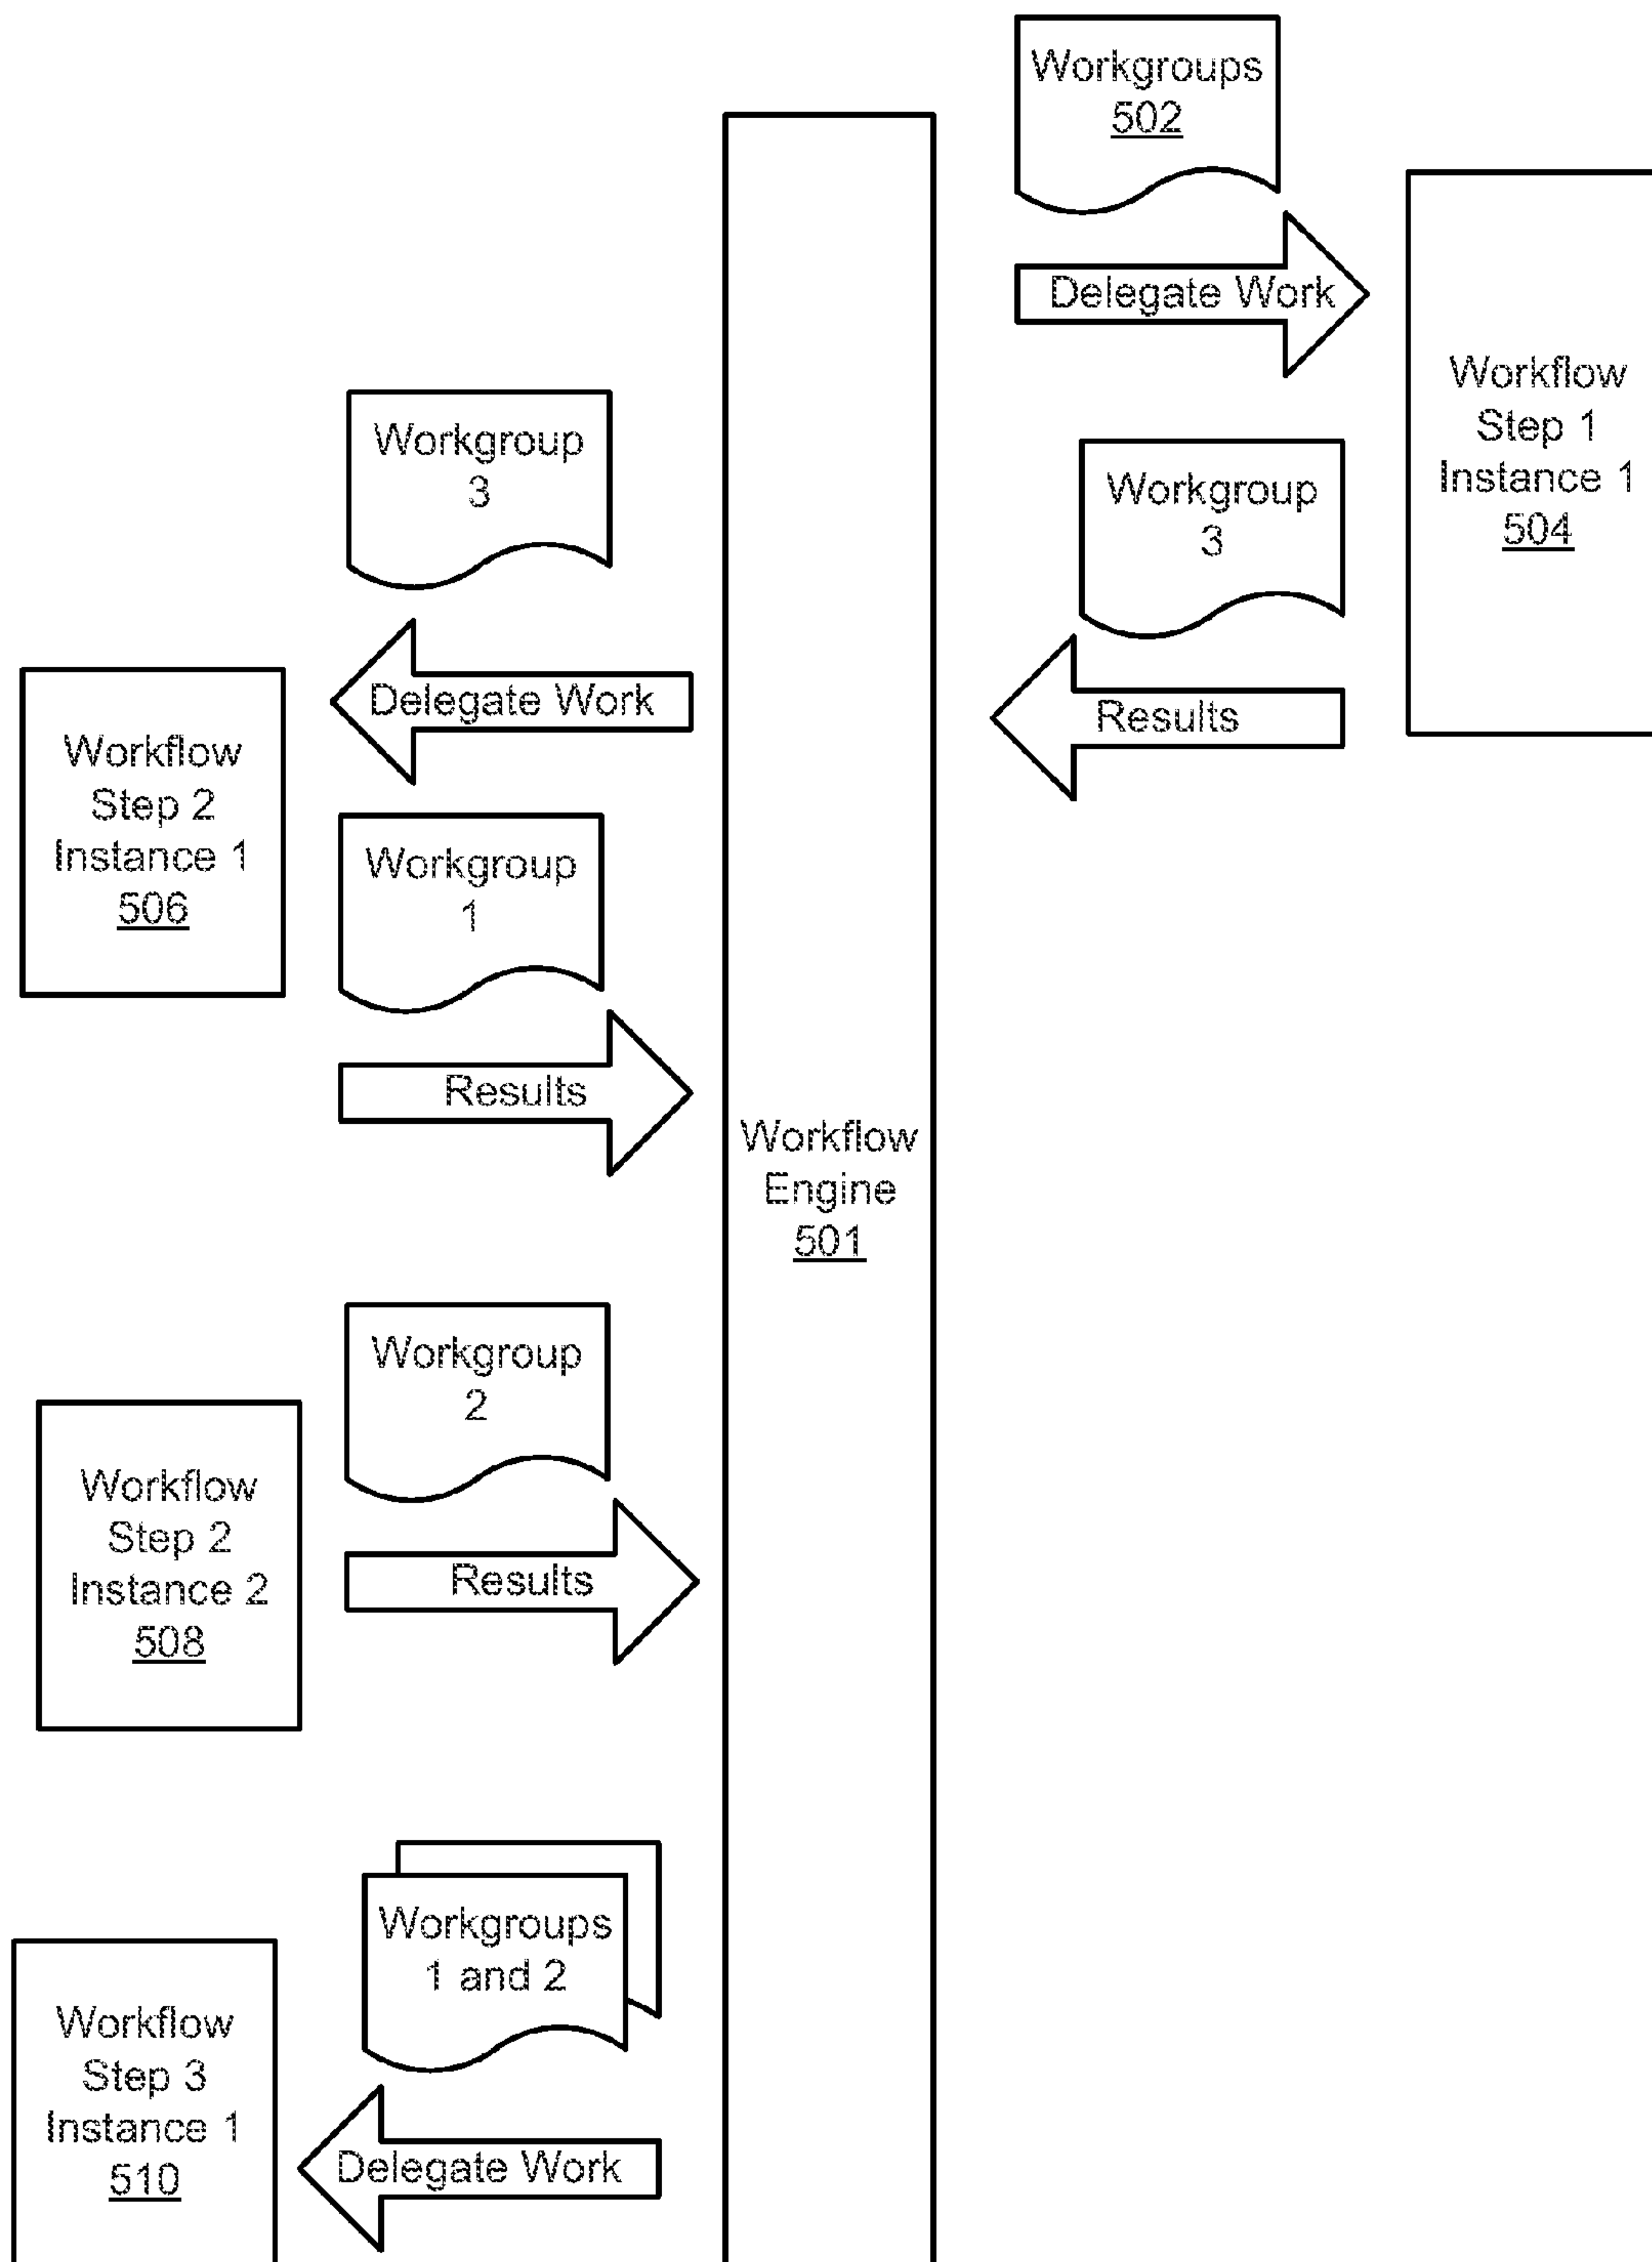 Workgroups
502
Delegate Work
Workflow
Step 1
Instance 1
504
Workgroup
3
Results
Workgroup
3
Delegate Work
Workflow
Step 2
Instance 1
506
Workgroup
1
Results
Workflow
Engine
501
Workgroup
2
Workflow
Step 2
Instance 2
508
Results
Workgroups
1 and 2
Workflow
Step 3
Instance 1
510
Delegate Work